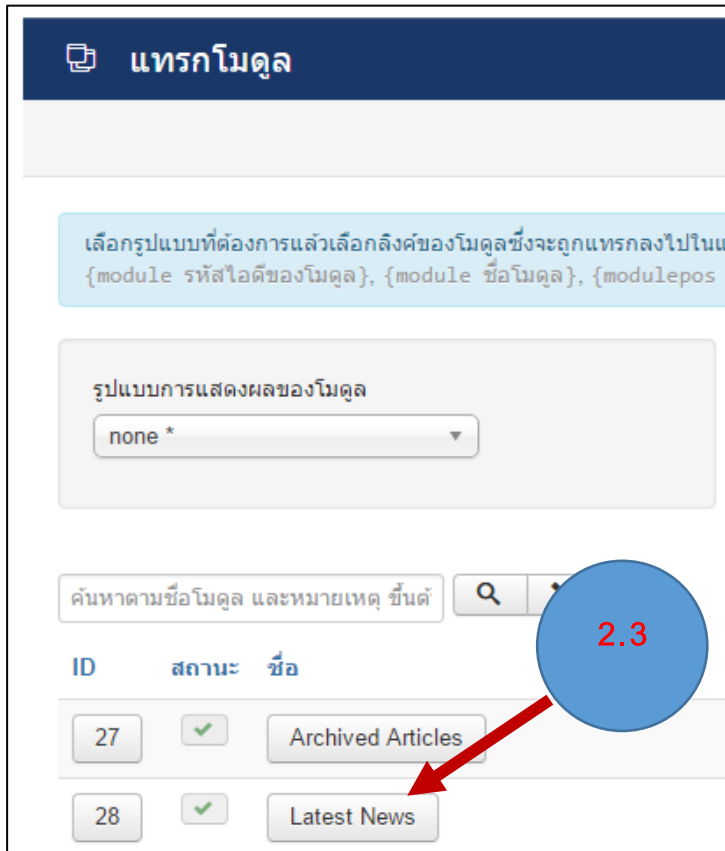 แทรกโมดูล
เลือกรูปแบบที่ต้องการแล้วเลือกลิงค์ของโมดูลซึ่งจะถูกแทรกลงไปใน
{module รหัสไอดีของโมดูล}, {module ชื่อโมดูล}, {modulepos
รูปแบบการแสดงผลของโมดูล
none *
ค้นหาตามชื่อโมดูล และหมายเหตุ ขึ้นต้
2.3
ID สถานะ ชื่อ
27 Archived Articles
28 Latest News